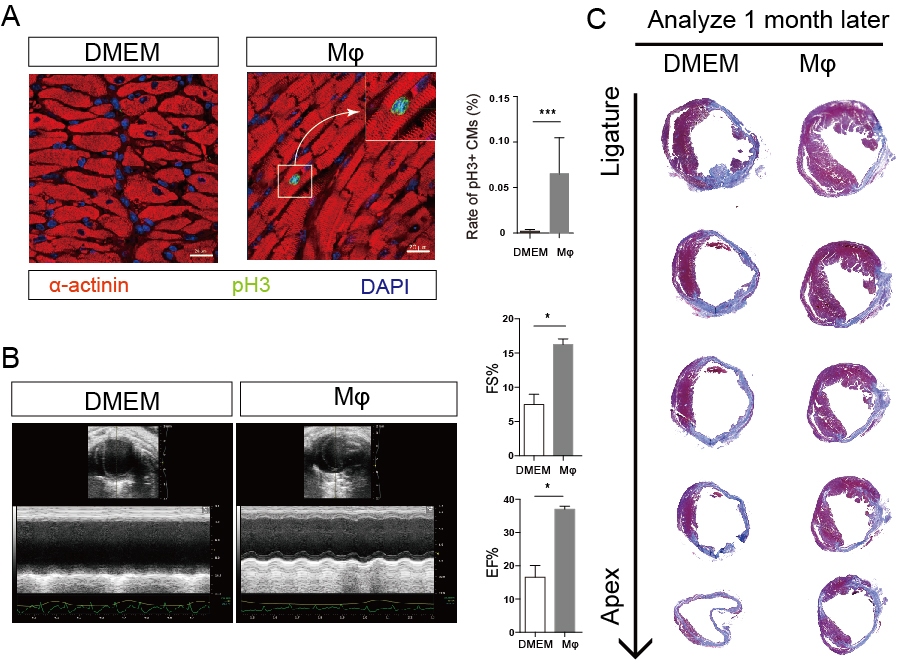 A
DMEM
Mφ
α-actinin
pH3
DAPI
Rate of pH3+ CMs (%)
0.15
0.10
0.05
0
***
DMEM
Mφ
B
DMEM
Mφ
FS%
20
15
10
5
0
*
DMEM
Mφ
EF%
40
30
20
10
0
*
DMEM
Mφ
C
Analyze 1 month later
DMEM
Mφ
Ligature
Apex